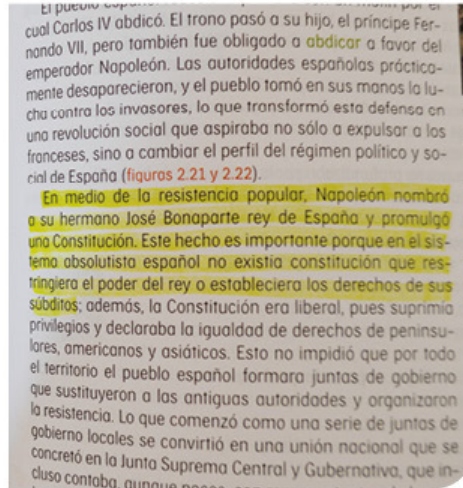 El pueblo
cual Carlos IV abdicó. El trono pasó a su hijo, el príncipe Fer-
nando VII, pero también fue obligado a abdicar a favor del
emperador Napoleón. Las autoridades españolas práctica-
mente desaparecieron, y el pueblo tomó en sus manos la lu-
cha contra los invasores, lo que transformó esta defensa en
una revolución social que aspiraba no sólo a expulsar a los
franceses, sino a cambiar el perfil del régimen político y so-
cial de España (figuras 2.21 y 2.22).
En medio de la resistencia popular, Napoleón nombró
a su hermano José Bonaparte rey de España y promulgó
una Constitución. Este hecho es importante porque en el sis-
tema absolutista español no existía constitución que res-
tringiera el poder del rey o estableciera los derechos de sus
súbditos; además, la Constitución era liberal, pues suprimía
privilegios y declaraba la igualdad de derechos de peninsu-
lares, americanos y asiáticos. Esto no impidió que por todo
el territorio el pueblo español formara juntas de gobierno
que sustituyeron a las antiguas autoridades y organizaron
la resistencia. Lo que comenzó como una serie de juntas de
gobierno locales se convirtió en una unión nacional que se
concretó en la Junta Suprema Central y Gubernativa, que in-
cluso contaba, aunque